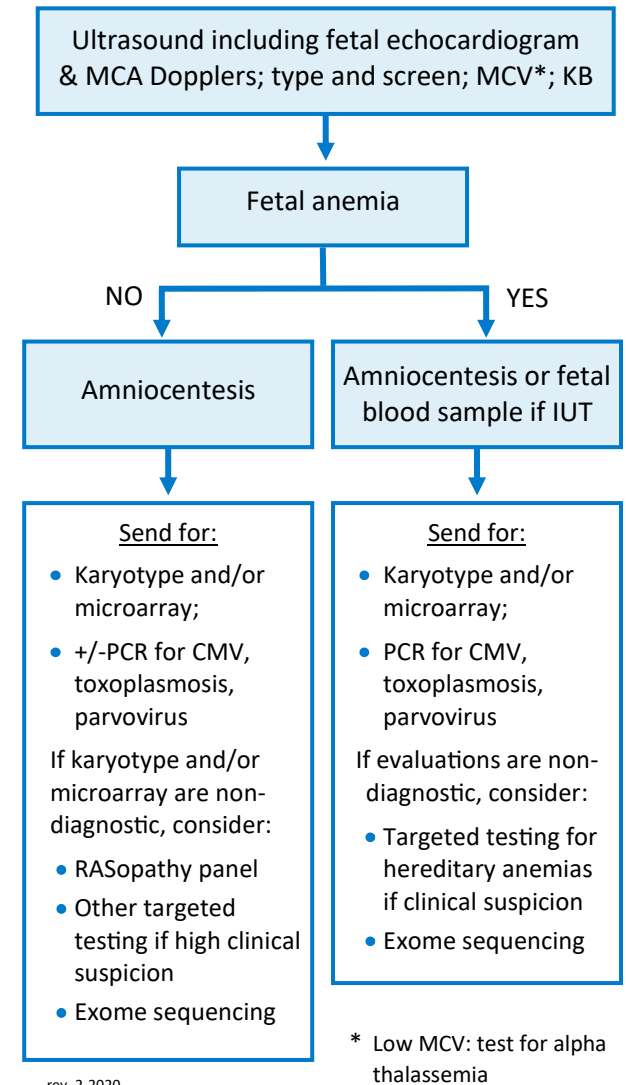 Ultrasound including fetal echocardiogram
& MCA Dopplers; type and screen; MCV*; KB
Fetal anemia
NO
YES
Amniocentesis
Amniocentesis or fetal
blood sample if IUT
Send for:
• Karyotype and/or
microarray;
• +/-PCR for CMV,
toxoplasmosis,
parvovirus
If karyotype and/or
microarray are non-
diagnostic, consider:
• RASopathy panel
• Other targeted
testing if high clinical
suspicion
• Exome sequencing
Send for:
• Karyotype and/or
microarray;
• PCR for CMV,
toxoplasmosis,
parvovirus
If evaluations are non-
diagnostic, consider:
• Targeted testing for
hereditary anemias
if clinical suspicion
• Exome sequencing
* Low MCV: test for alpha
thalassemia
rev. 2.2020